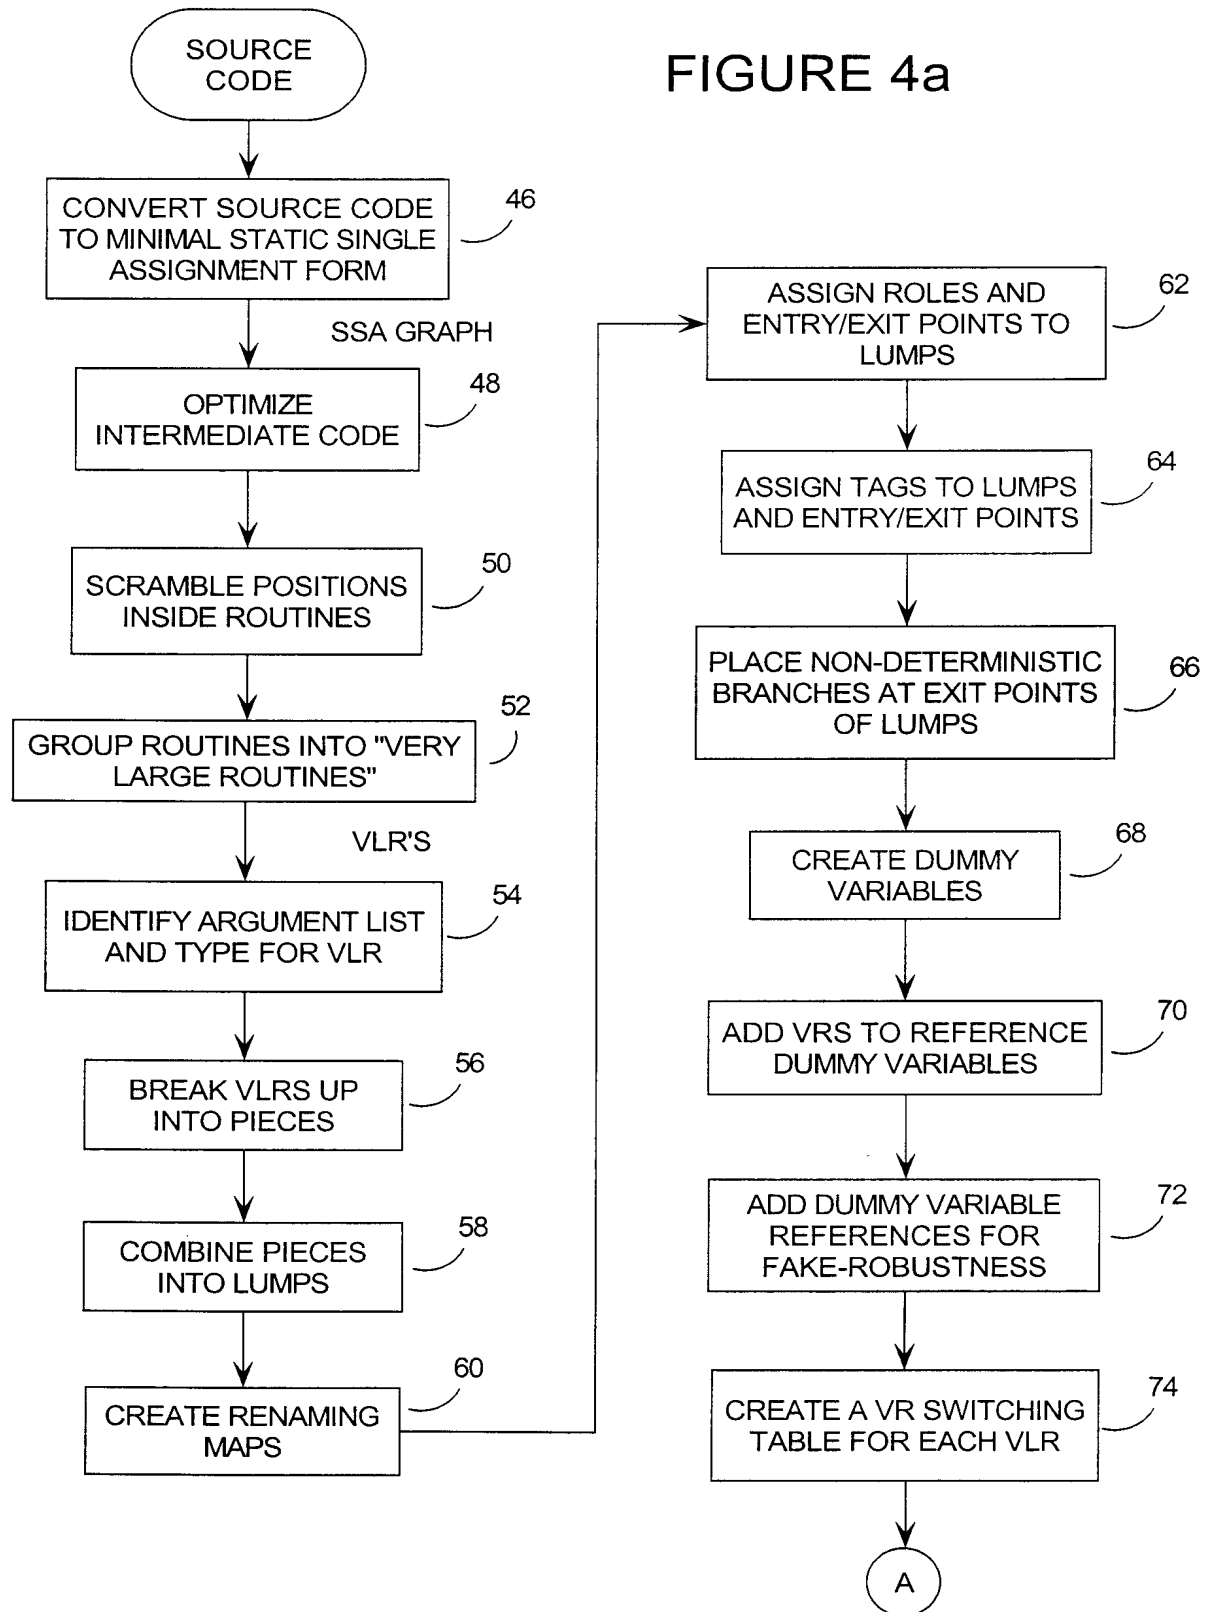 FIGURE 4a
SOURCE
CODE
CONVERT SOURCE CODE
TO MINIMAL STATIC SINGLE
ASSIGNMENT FORM
46
SSA GRAPH
OPTIMIZE
INTERMEDIATE CODE
48
SCRAMBLE POSITIONS
INSIDE ROUTINES
50
GROUP ROUTINES INTO "VERY
LARGE ROUTINES"
52
VLR'S
IDENTIFY ARGUMENT LIST
AND TYPE FOR VLR
54
BREAK VLRS UP
INTO PIECES
56
COMBINE PIECES
INTO LUMPS
58
CREATE RENAMING
MAPS
60
ASSIGN ROLES AND
ENTRY/EXIT POINTS TO
LUMPS
62
ASSIGN TAGS TO LUMPS
AND ENTRY/EXIT POINTS
64
PLACE NON-DETERMINISTIC
BRANCHES AT EXIT POINTS
OF LUMPS
66
CREATE DUMMY
VARIABLES
68
ADD VRS TO REFERENCE
DUMMY VARIABLES
70
ADD DUMMY VARIABLE
REFERENCES FOR
FAKE-ROBUSTNESS
72
CREATE A VR SWITCHING
TABLE FOR EACH VLR
74
A